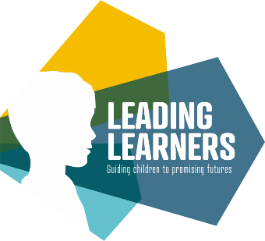 LEADING
LEARNERS
Guiding children to promising futures